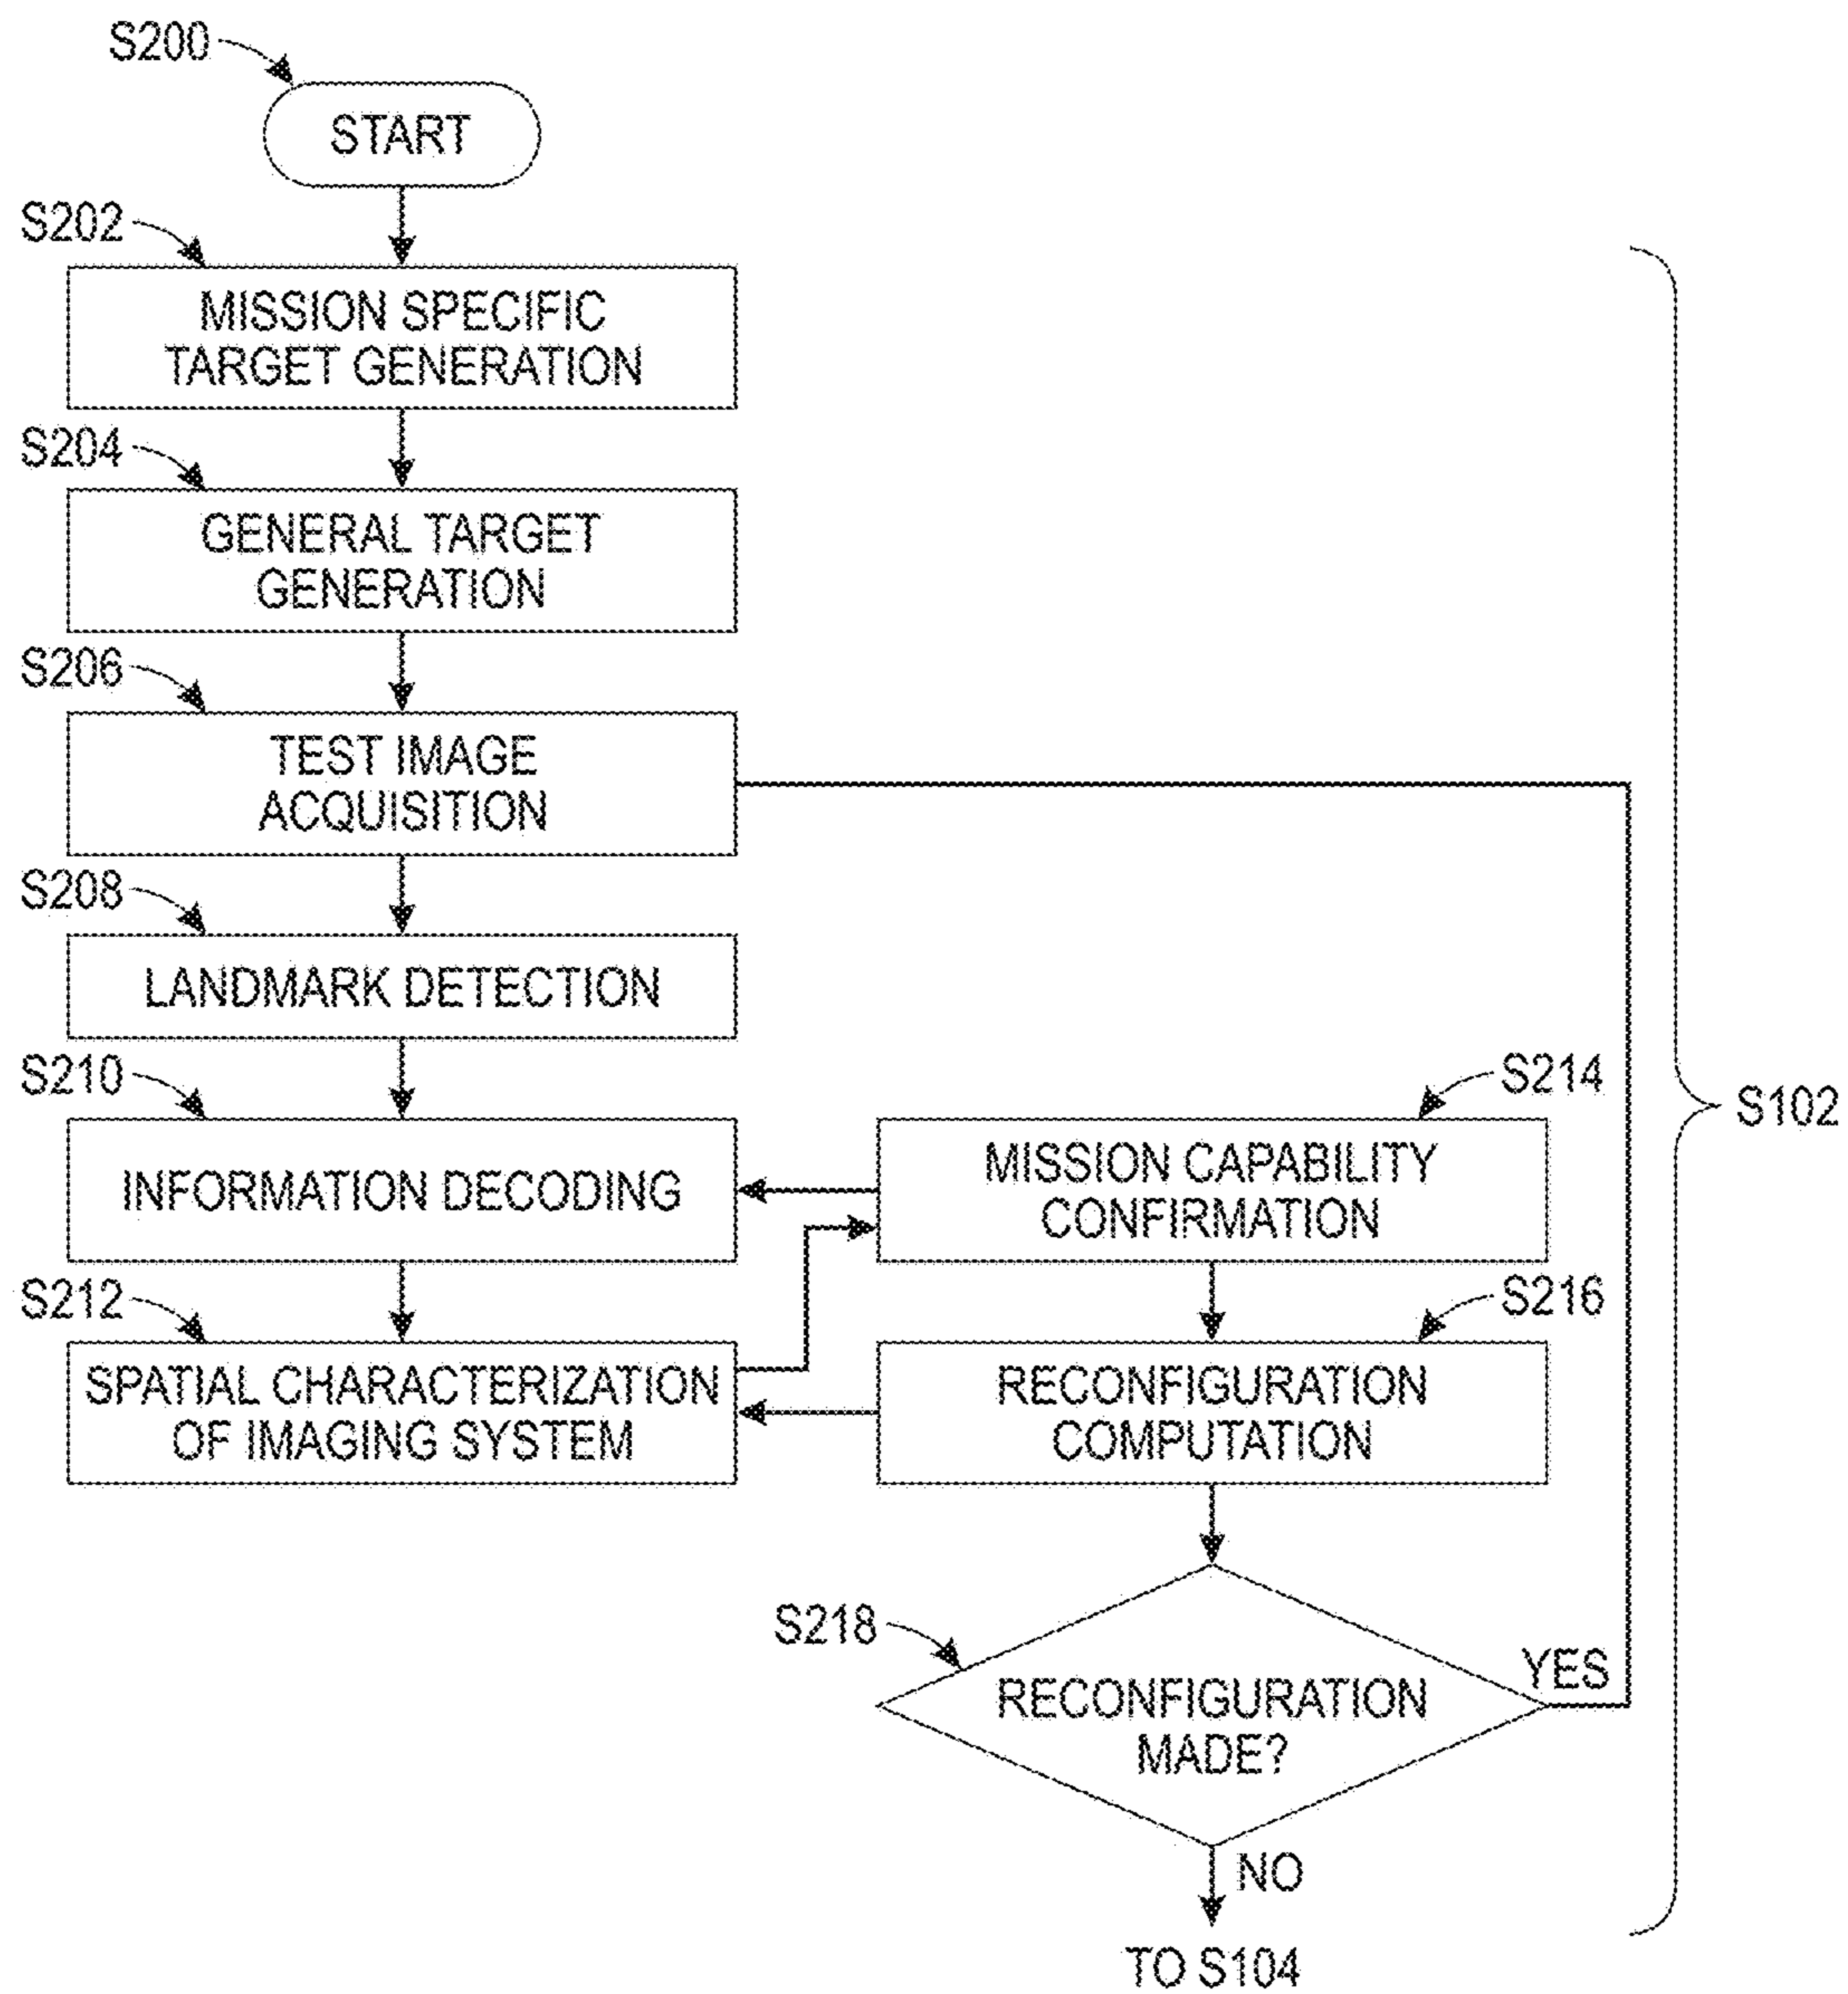 S200
START
S202
MISSION SPECIFIC
TARGET GENERATION
S204
GENERAL TARGET
GENERATION
S206
TEST IMAGE
ACQUISITION
S208
LANDMARK DETECTION
S210
INFORMATION DECODING
S212
SPATIAL CHARACTERIZATION
OF IMAGING SYSTEM
S214
MISSION CAPABILITY
CONFIRMATION
S216
RECONFIGURATION
COMPUTATION
S218
RECONFIGURATION
MADE?
YES
NO
TO S104
S102